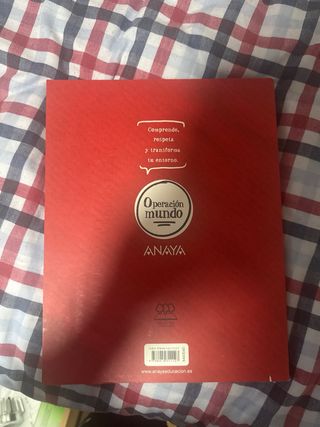 Comprende,
respeta
y transforma
tu entorno.
Operación
mundo
ANAYA
www.anayaeducacion.es